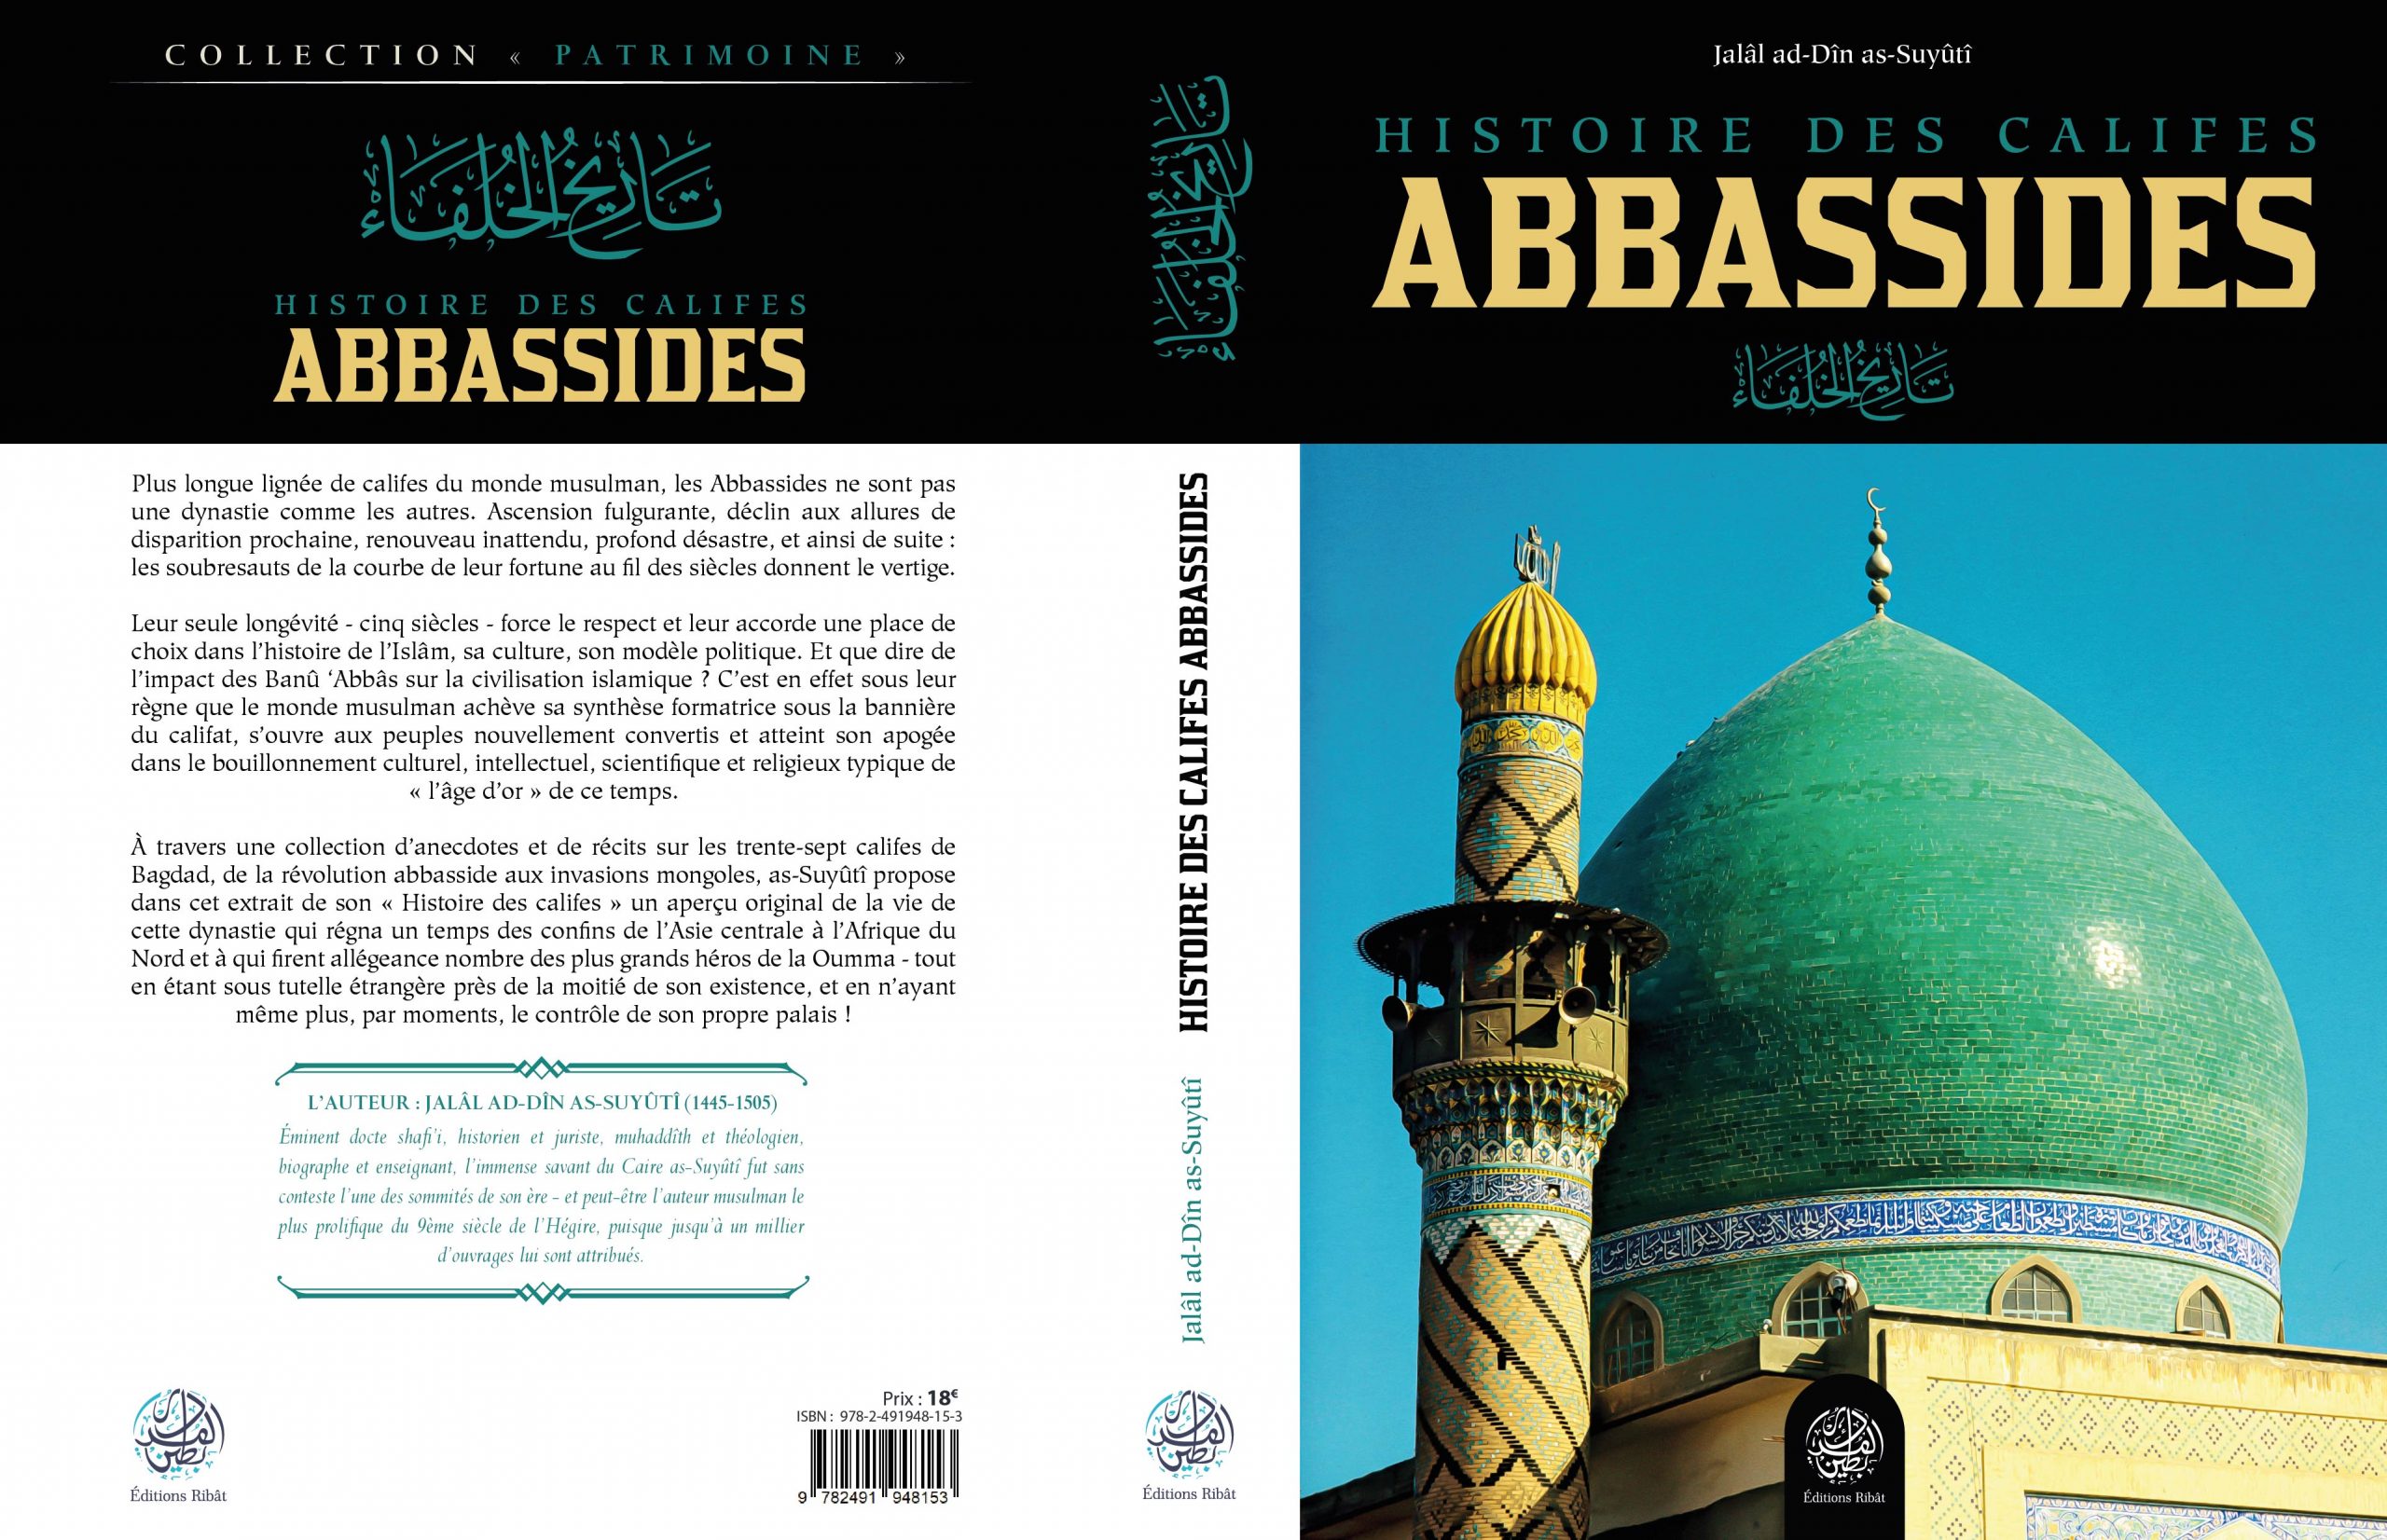 COLLECTION « PATRIMOINE »
تَارِيخُ الخُلَفَاءْ
HISTOIRE DES CALIFES
ABBASSIDES
Plus longue lignée de califes du monde musulman, les Abbassides ne sont pas
une dynastie comme les autres. Ascension fulgurante, déclin aux allures de
disparition prochaine, renouveau inattendu, profond désastre, et ainsi de suite :
les soubresauts de la courbe de leur fortune au fil des siècles donnent le vertige.
Leur seule longévité - cinq siècles - force le respect et leur accorde une place de
choix dans l’histoire de l’Islâm, sa culture, son modèle politique. Et que dire de
l’impact des Banû ‘Abbâs sur la civilisation islamique ? C’est en effet sous leur
règne que le monde musulman achève sa synthèse formatrice sous la bannière
du califat, s’ouvre aux peuples nouvellement convertis et atteint son apogée
dans le bouillonnement culturel, intellectuel, scientifique et religieux typique de
« l’âge d’or » de ce temps.
À travers une collection d’anecdotes et de récits sur les trente-sept califes de
Bagdad, de la révolution abbasside aux invasions mongoles, as-Suyûtî propose
dans cet extrait de son « Histoire des califes » un aperçu original de la vie de
cette dynastie qui régna un temps des confins de l’Asie centrale à l’Afrique du
Nord et à qui firent allégeance nombre des plus grands héros de la Oumma - tout
en étant sous tutelle étrangère près de la moitié de son existence, et en n’ayant
même plus, par moments, le contrôle de son propre palais !
L’AUTEUR : JALÂL AD-DÎN AS-SUYÛTÎ (1445-1505)
Éminent docte shafi’i, historien et juriste, muhaddîth et théologien,
biographe et enseignant, l’immense savant du Caire as-Suyûtî fut sans
conteste l’une des sommités de son ère - et peut-être l’auteur musulman le
plus prolifique du 9ème siècle de l’Hégire, puisque jusqu’à un millier
d’ouvrages lui sont attribués.
Éditions Ribât
Prix : 18€
ISBN : 978-2-491948-15-3
9 782491 948153
تَارِيخُ الخُلَفَاءْ
HISTOIRE DES CALIFES ABBASSIDES
Jalâl ad-Dîn as-Suyûtî
Éditions Ribât
Jalâl ad-Dîn as-Suyûtî
HISTOIRE DES CALIFES
ABBASSIDES
تَارِيخُ الخُلَفَاءْ
الله
Éditions Ribât